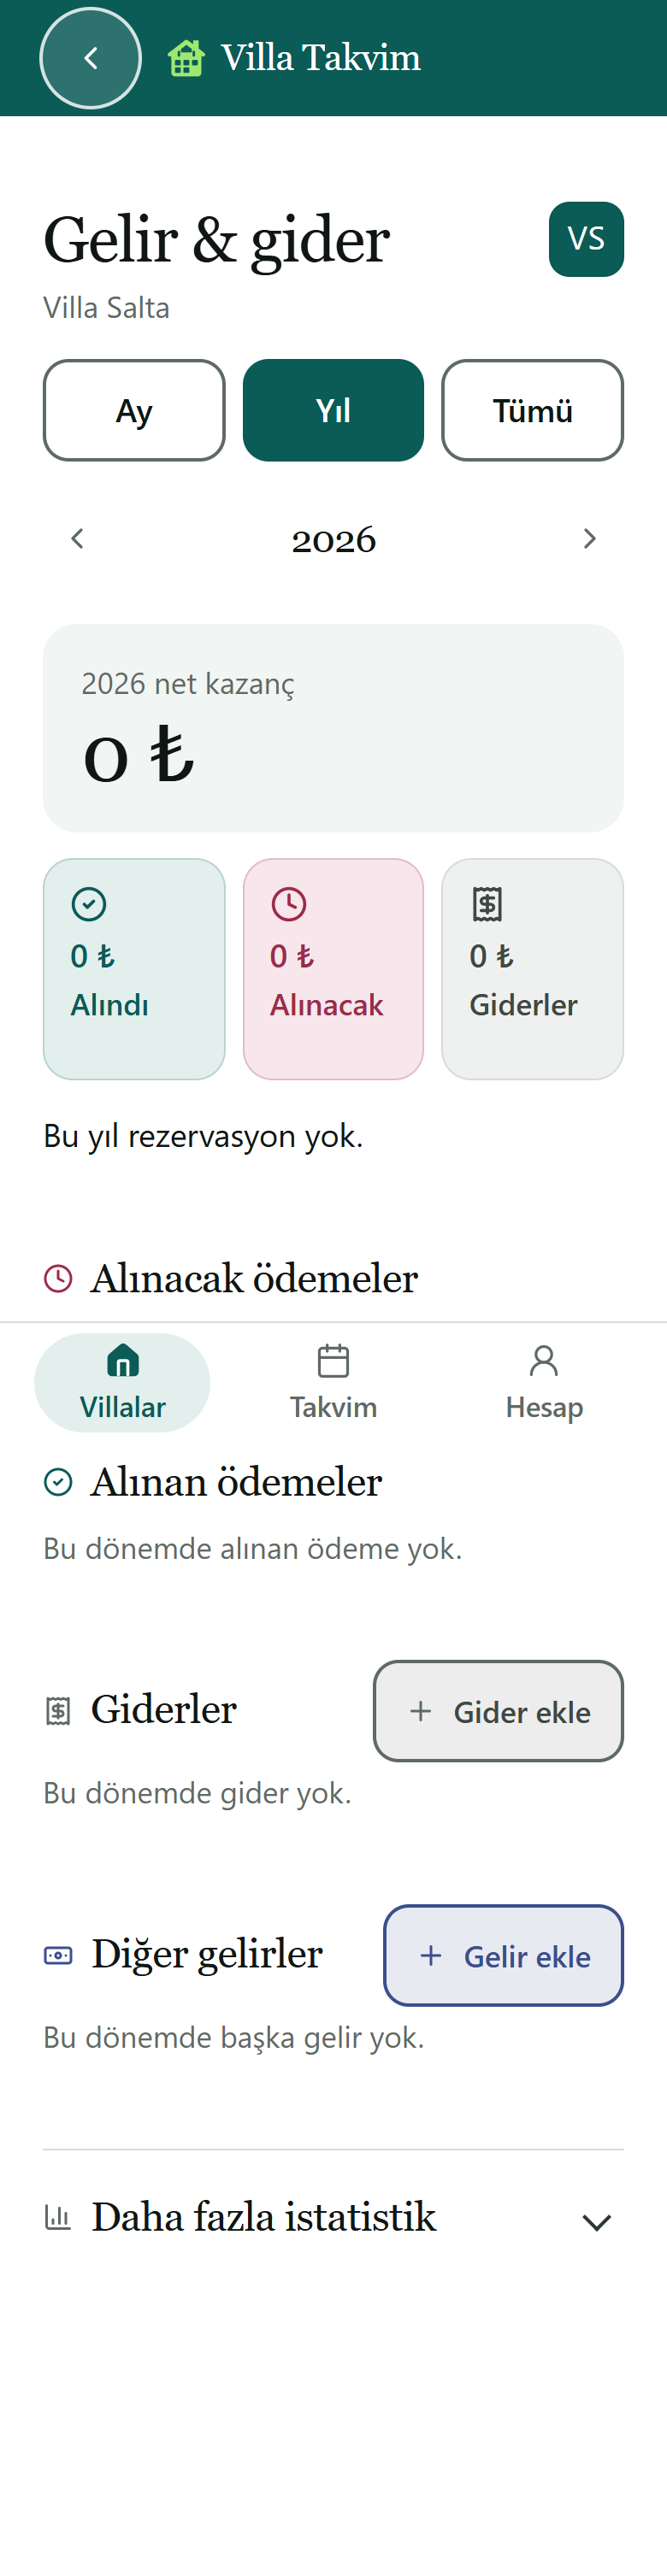 Villa Takvim
Gelir & gider
VS
Villa Salta
Ay
Yıl
Tümü
2026
2026 net kazanç
0 ₺
0 ₺
Alındı
0 ₺
Alınacak
0 ₺
Giderler
Bu yıl rezervasyon yok.
Alınacak ödemeler
Villalar
Takvim
Hesap
Alınan ödemeler
Bu dönemde alınan ödeme yok.
Giderler
Gider ekle
Bu dönemde gider yok.
Diğer gelirler
Gelir ekle
Bu dönemde başka gelir yok.
Daha fazla istatistik